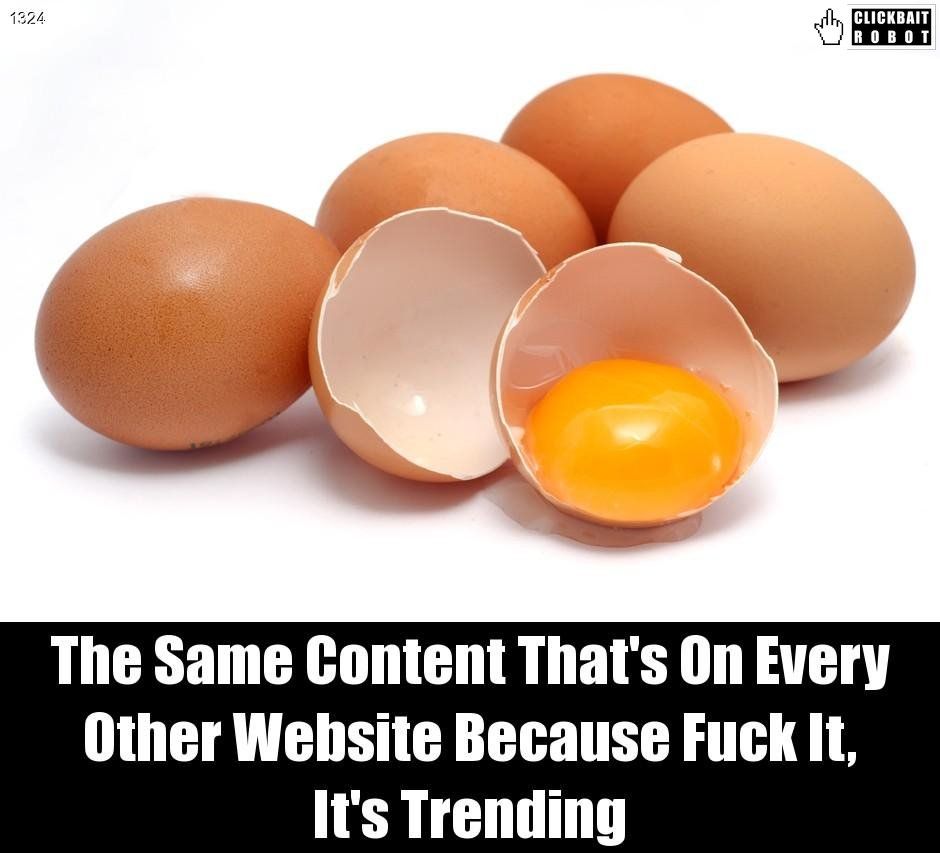 1324
CLICKBAIT
ROBOT
The Same Content That's On Every
Other Website Because Fuck It,
It's Trending